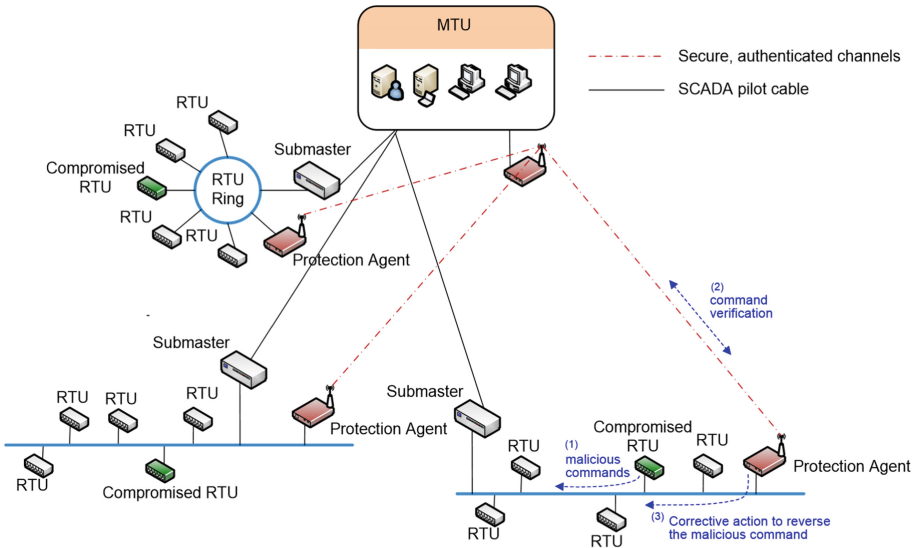 MTU
Secure, authenticated channels
SCADA pilot cable
RTU
RTU
Submaster
Compromised
RTU
RTU
Ring
RTU
RTU
Protection Agent
(2)
command
verification
Submaster
Submaster
RTU
RTU
RTU
Protection Agent
RTU
Compromised RTU
RTU
(1)
malicious
commands
Compromised
RTU
RTU
Protection Agent
RTU
RTU
(3) Corrective action to reverse
the malicious command